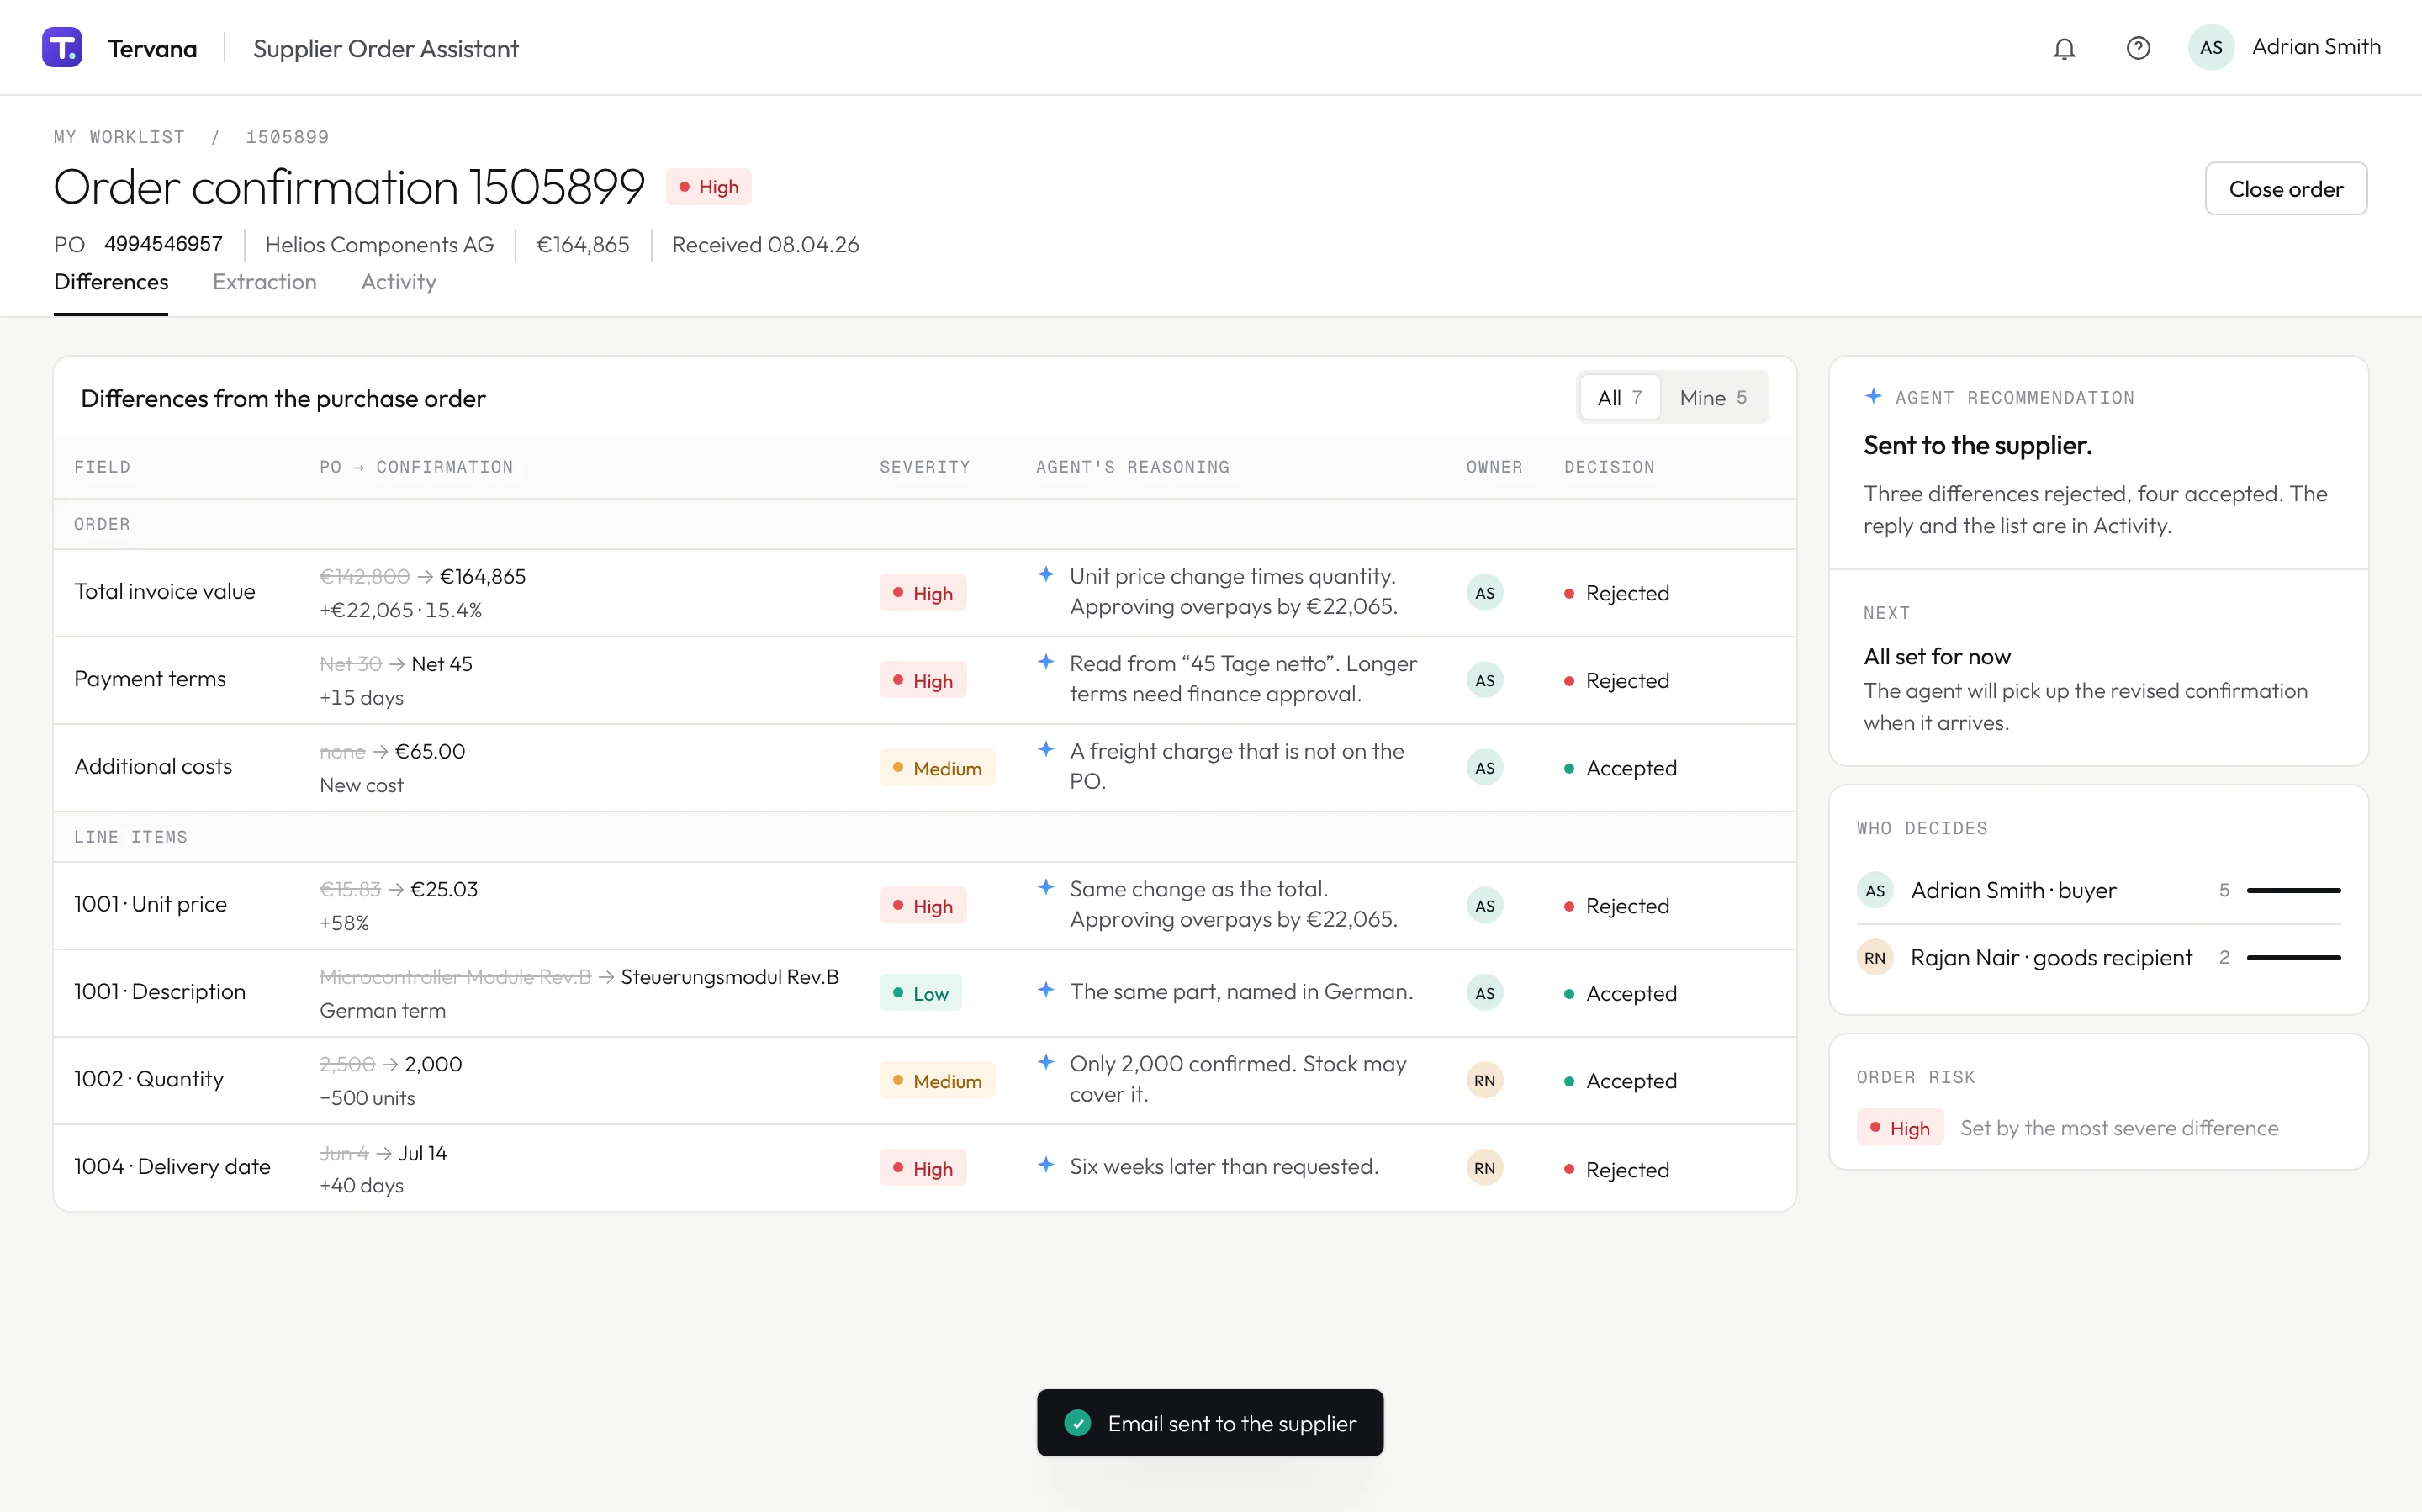 T. Tervana Supplier Order Assistant AS Adrian Smith
MY WORKLIST / 1505899
Order confirmation 1505899 High
Close order
PO 4994546957 Helios Components AG €164,865 Received 08.04.26
Differences Extraction Activity
Differences from the purchase order
All 7 Mine 5
FIELD PO → CONFIRMATION SEVERITY AGENT'S REASONING OWNER DECISION
ORDER
Total invoice value
€142,800 → €164,865
+€22,065 · 15.4%
High
Unit price change times quantity.
Approving overpays by €22,065.
AS
Rejected
Payment terms
Net 30 → Net 45
+15 days
High
Read from “45 Tage netto”. Longer
terms need finance approval.
AS
Rejected
Additional costs
none → €65.00
New cost
Medium
A freight charge that is not on the
PO.
AS
Accepted
LINE ITEMS
1001 · Unit price
€15.83 → €25.03
+58%
High
Same change as the total.
Approving overpays by €22,065.
AS
Rejected
1001 · Description
Microcontroller Module Rev.B → Steuerungsmodul Rev.B
German term
Low
The same part, named in German.
AS
Accepted
1002 · Quantity
2,500 → 2,000
−500 units
Medium
Only 2,000 confirmed. Stock may
cover it.
RN
Accepted
1004 · Delivery date
Jun 4 → Jul 14
+40 days
High
Six weeks later than requested.
RN
Rejected
AGENT RECOMMENDATION
Sent to the supplier.
Three differences rejected, four accepted. The
reply and the list are in Activity.
NEXT
All set for now
The agent will pick up the revised confirmation
when it arrives.
WHO DECIDES
AS Adrian Smith · buyer 5
RN Rajan Nair · goods recipient 2
ORDER RISK
High Set by the most severe difference
Email sent to the supplier